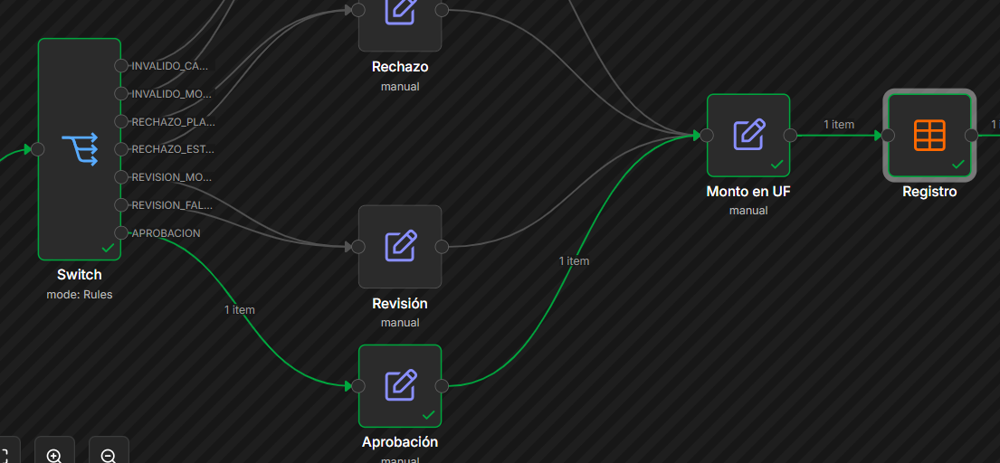 INVALIDO_CA...
INVALIDO_MO...
RECHAZO_PLA...
RECHAZO_EST...
REVISION_MO...
REVISION_FAL...
APROBACION
Switch
mode: Rules
Rechazo
manual
Revisión
manual
1 item
Aprobación
manual
1 item
Monto en UF
manual
1 item
Registro
1